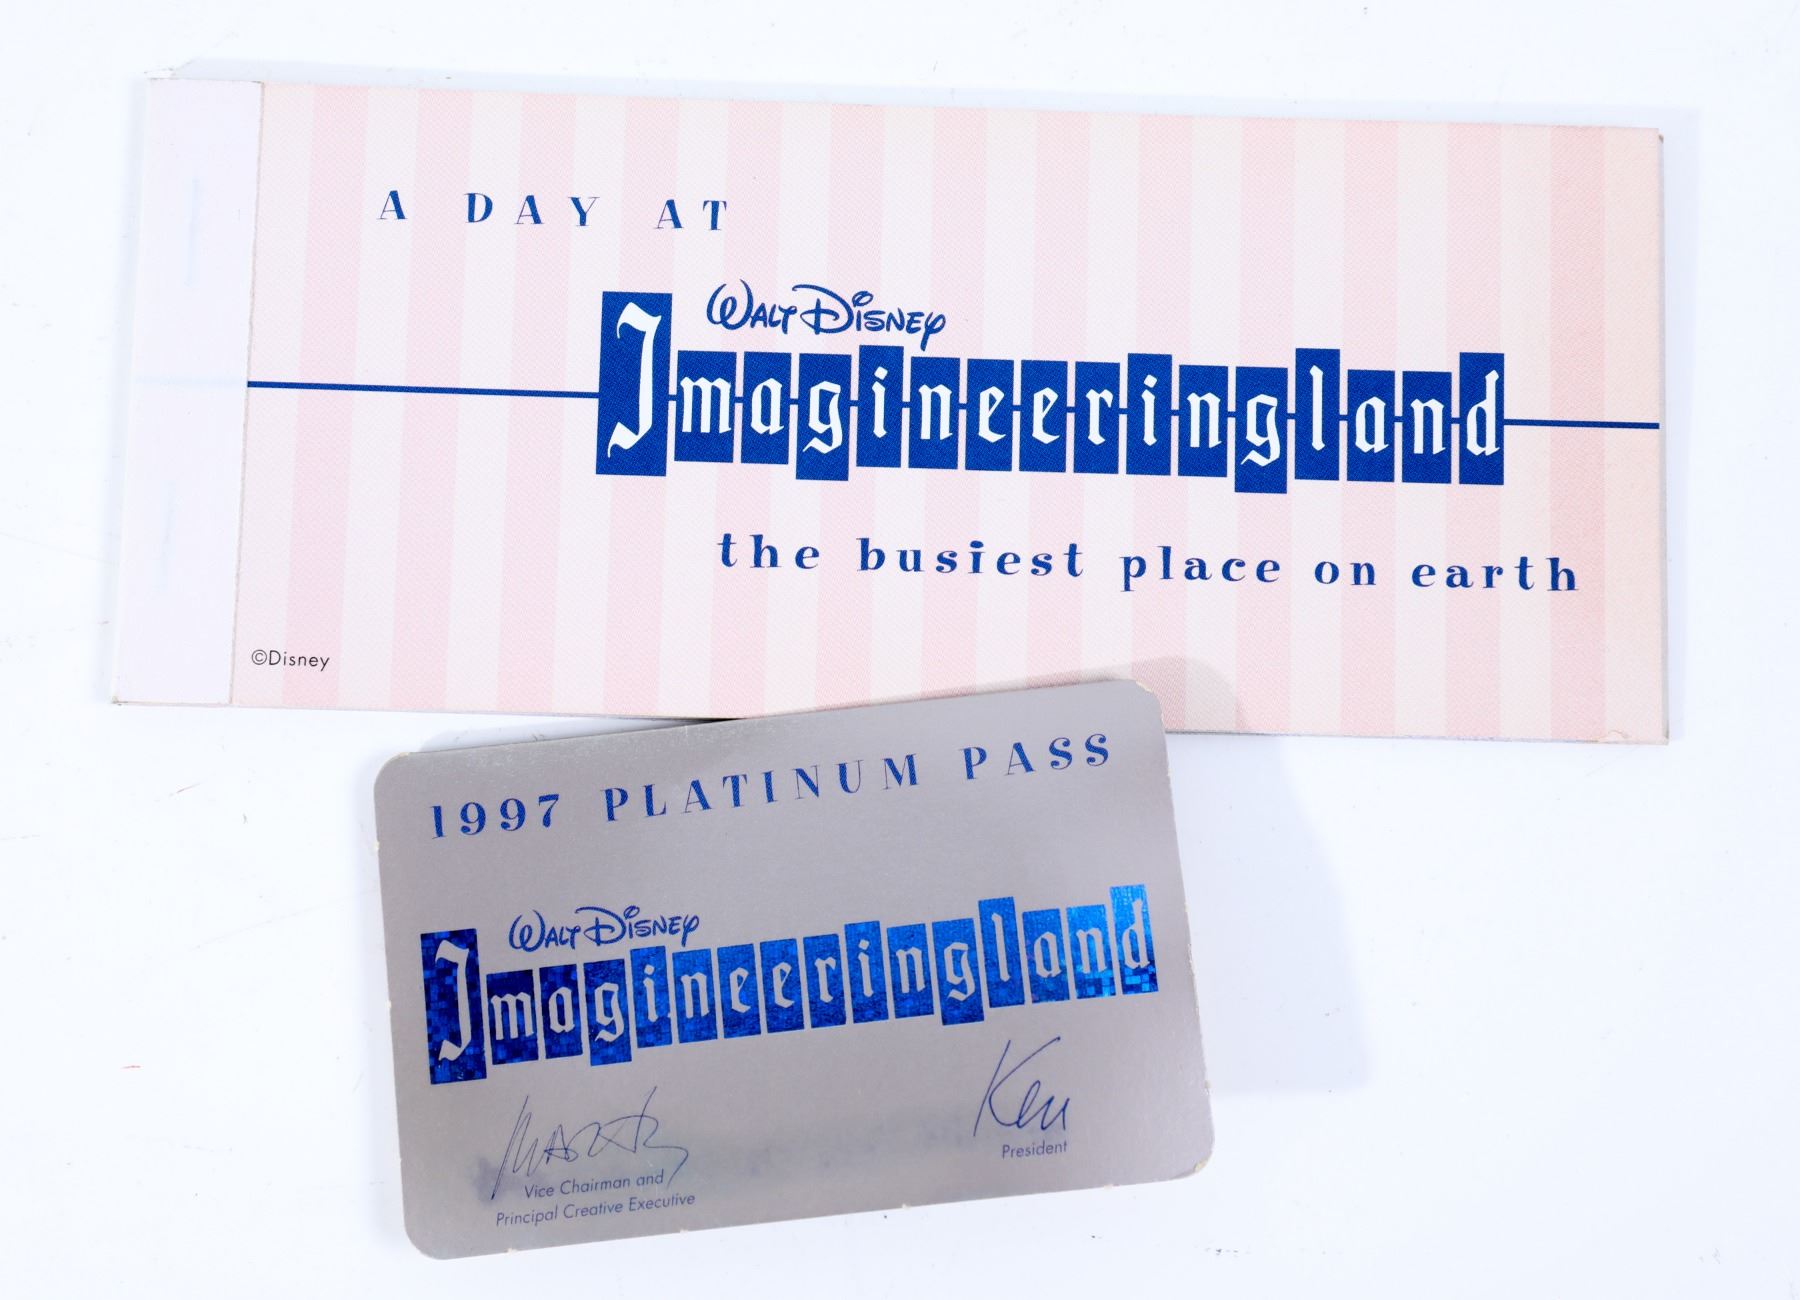 A DAY AT
WALT DISNEY
Imagineeringland
the busiest place on earth
©Disney
1997 PLATINUM PASS
WALT DISNEY
Imagineeringland
Marty
Ken
Vice Chairman and
Principal Creative Executive
President